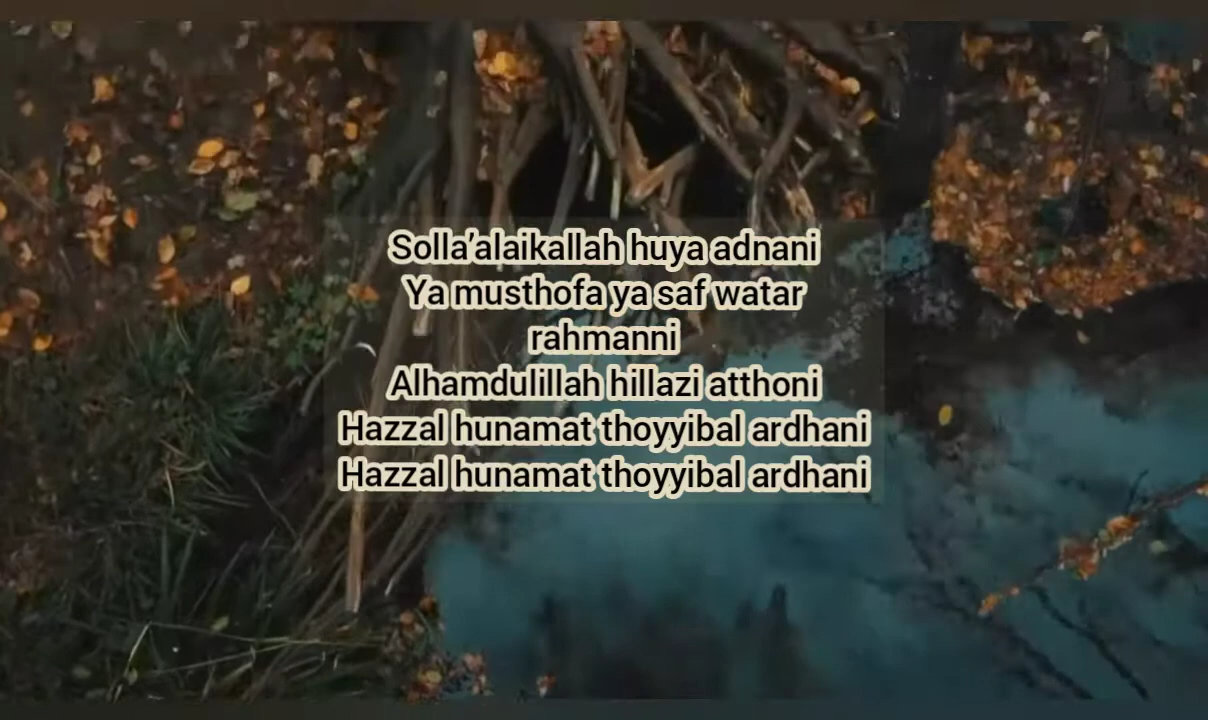 Solla'alaikallah huya adnani
Ya musthofa ya saf watar
rahmanni
Alhamdulillah hillazi atthoni
Hazzal hunamat thoyyibal ardhani
Hazzal hunamat thoyyibal ardhani